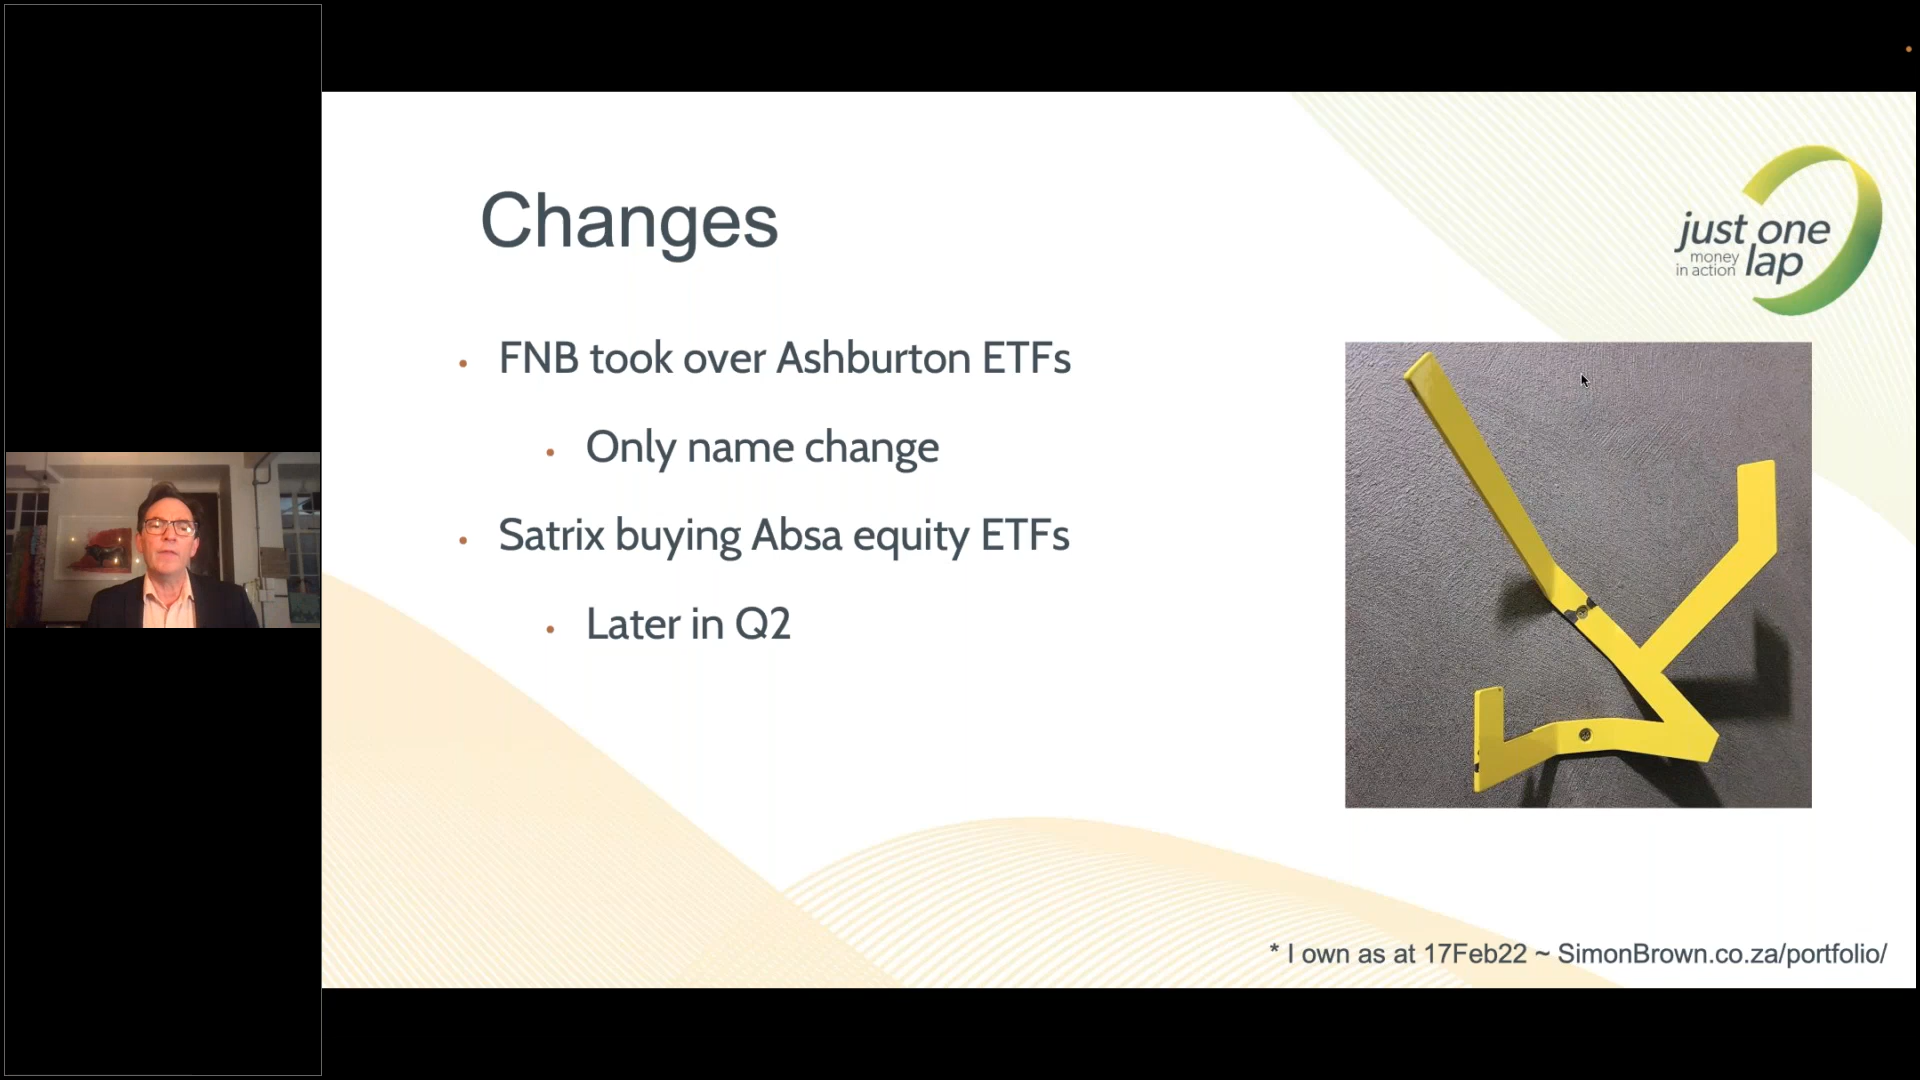 Changes
just one
money
in action
lap
• FNB took over Ashburton ETFs
• Only name change
• Satrix buying Absa equity ETFs
• Later in Q2
* I own as at 17Feb22 ~ SimonBrown.co.za/portfolio/